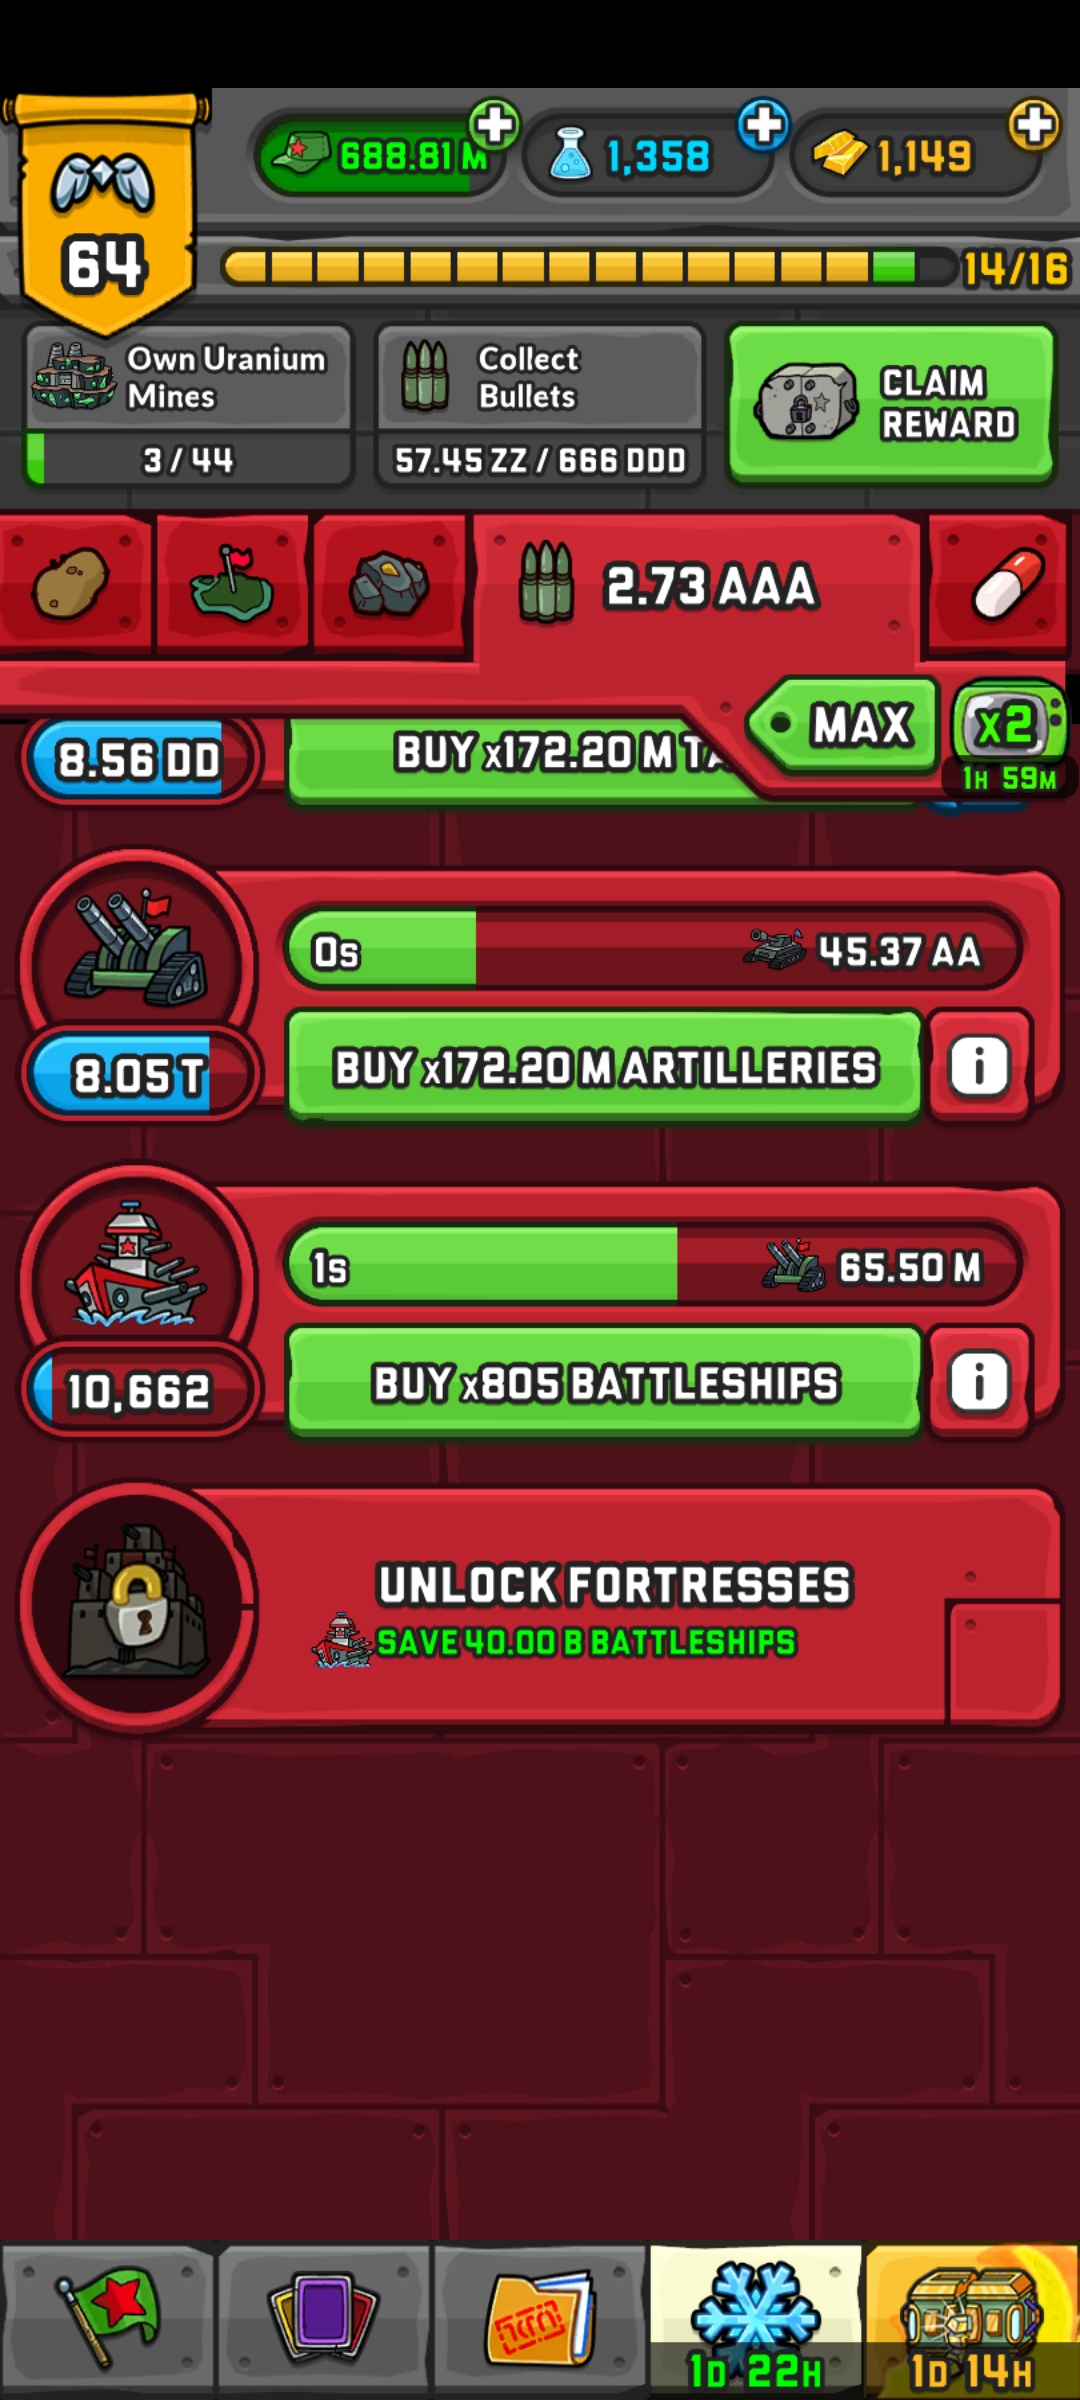 688.81 M
1,358
1,149
64
14/16
Own Uranium
Mines
3 / 44
Collect
Bullets
57.45 ZZ / 666 DDD
CLAIM
REWARD
2.73 AAA
MAX
x2
1H 59M
8.56 DD
BUY x172.20 M
0s
45.37 AA
8.05 T
BUY x172.20 M ARTILLERIES
i
1s
65.50 M
10,662
BUY x805 BATTLESHIPS
i
UNLOCK FORTRESSES
SAVE 40.00 B BATTLESHIPS
1D 22H
1D 14H